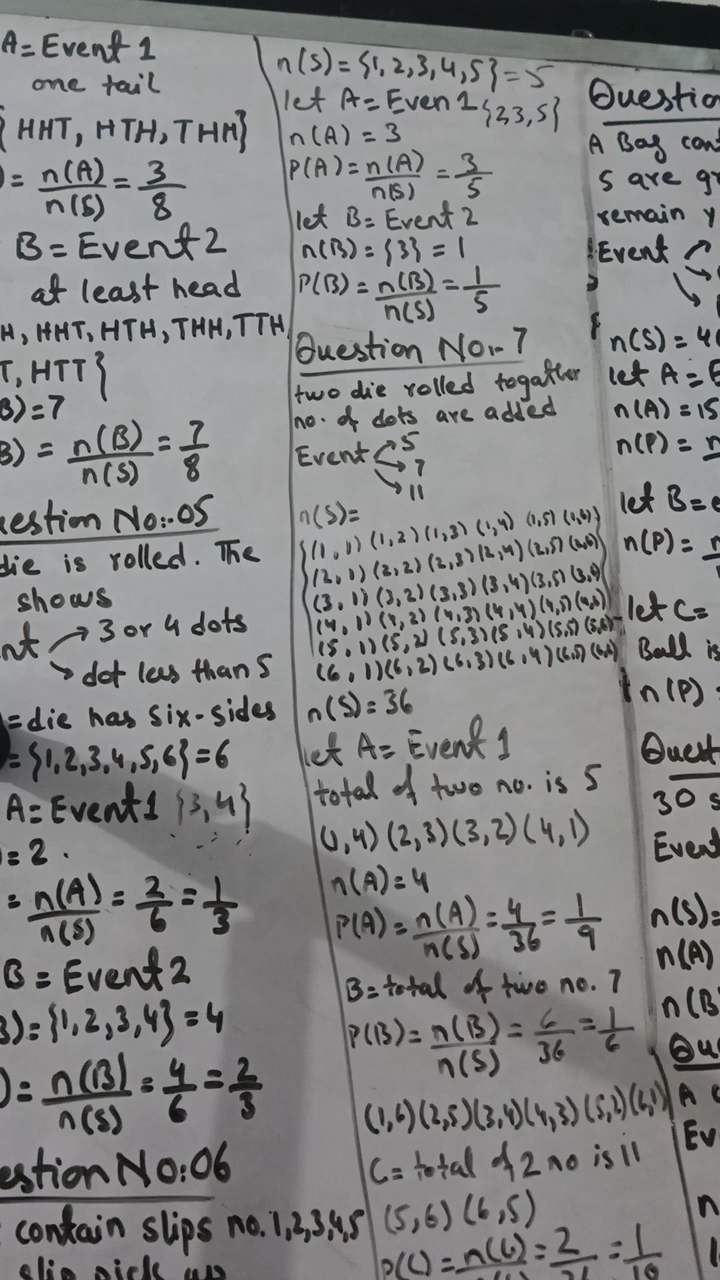 A=Event 1
one tail
{HHT, HTH, THH}
= n(A)/n(S) = 3/8
B=Event2
at least head
H, HHT, HTH, THH, TTH,
T, HTT}
B)=7
B) = n(B)/n(S) = 7/8
uestion No:-05
die is rolled. The
shows
nt → 3 or 4 dots
→ dot less than 5
=die has six-sides
={1,2,3,4,5,6}=6
A=Event1 {3,4}
=2.
= n(A)/n(S) = 2/6 = 1/3
B=Event2
B)={1,2,3,4}=4
)= n(B)/n(S) = 4/6 = 2/3
estion No:06
contain slips no.1,2,3,4,5
slip pick up
n(S)={1,2,3,4,5}=5
let A=Even1{2,3,5}
n(A)=3
P(A)= n(A)/n(S) = 3/5
let B=Event2
n(B)={3}=1
P(B)= n(B)/n(S) = 1/5
Question No:-7
two die rolled togather
no. of dots are added
Event → 5
→ 7
→ 11
n(S)=
{(1,1)(1,2)(1,3)(1,4)(1,5)(1,6)}
(2,1)(2,2)(2,3)(2,4)(2,5)(2,6)
(3,1)(3,2)(3,3)(3,4)(3,5)(3,6)
(4,1)(4,2)(4,3)(4,4)(4,5)(4,6)
(5,1)(5,2)(5,3)(5,4)(5,5)(5,6)
(6,1)(6,2)(6,3)(6,4)(6,5)(6,6)
n(S)=36
let A=Event 1
total of two no. is 5
(1,4)(2,3)(3,2)(4,1)
n(A)=4
P(A)= n(A)/n(S) = 4/36 = 1/9
B=total of two no. 7
P(B)= n(B)/n(S) = 6/36 = 1/6
(1,6)(2,5)(3,4)(4,3)(5,2)(6,1)
C=total of 2 no is 11
(5,6)(6,5)
= 2/ = 1/
Questio
A Bag con
5 are gr
remain y
Event
n(S)=4
let A=E
n(A)=15
n(P)=
let B=
n(P)=
let C=
Ball is
n(P)=
Quest
30 s
Event
n(S)=
n(A)
n(B
Qu
A
Ev
n